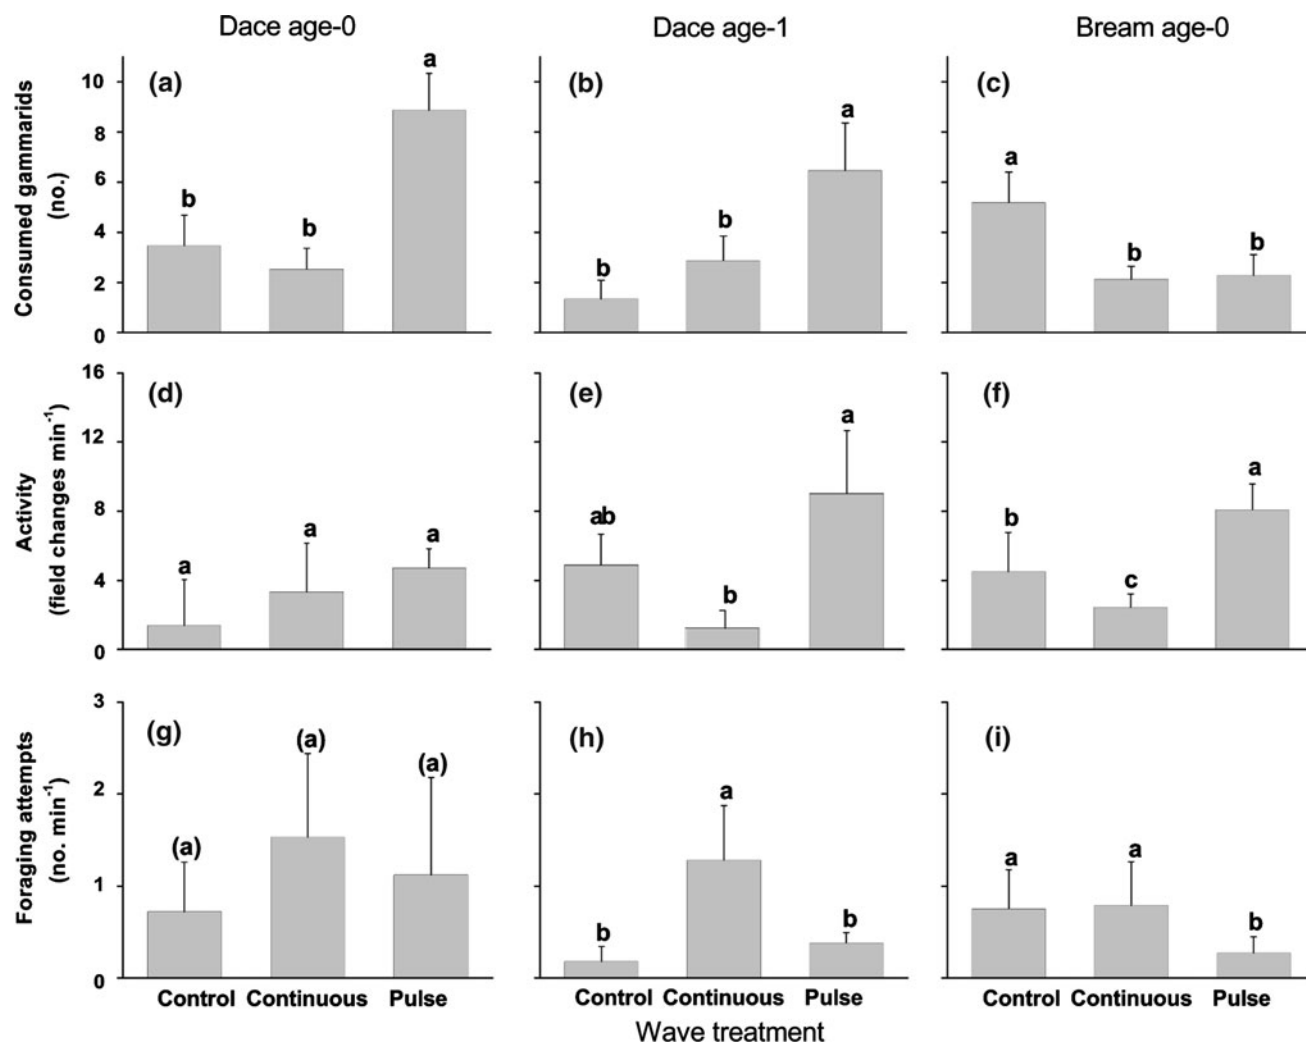 Dace age-0 Dace age-1 Bream age-0
Consumed gammarids
(no.)
10
8
6
4
2
0
(a) b b a
(b) b b a
(c) a b b
Activity
(field changes min⁻¹)
16
12
8
4
0
(d) a a a
(e) ab b a
(f) b c a
Foraging attempts
(no. min⁻¹)
3
2
1
0
(g) (a) (a) (a)
(h) b a b
(i) a a b
Control Continuous Pulse Control Continuous Pulse Control Continuous Pulse
Wave treatment